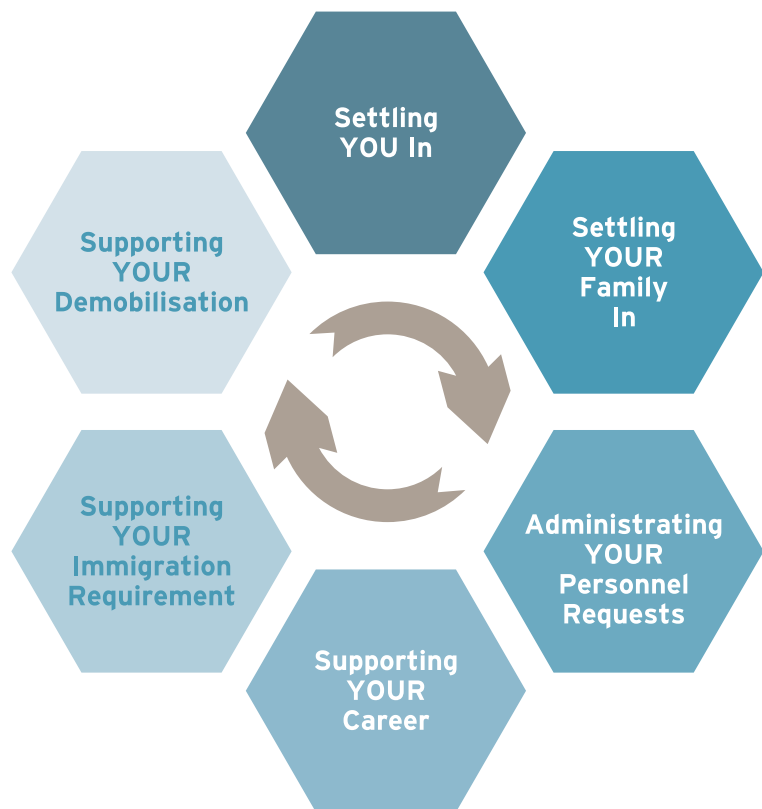 Settling
YOU In
Settling
YOUR
Family
In
Administrating
YOUR
Personnel
Requests
Supporting
YOUR
Career
Supporting
YOUR
Immigration
Requirement
Supporting
YOUR
Demobilisation